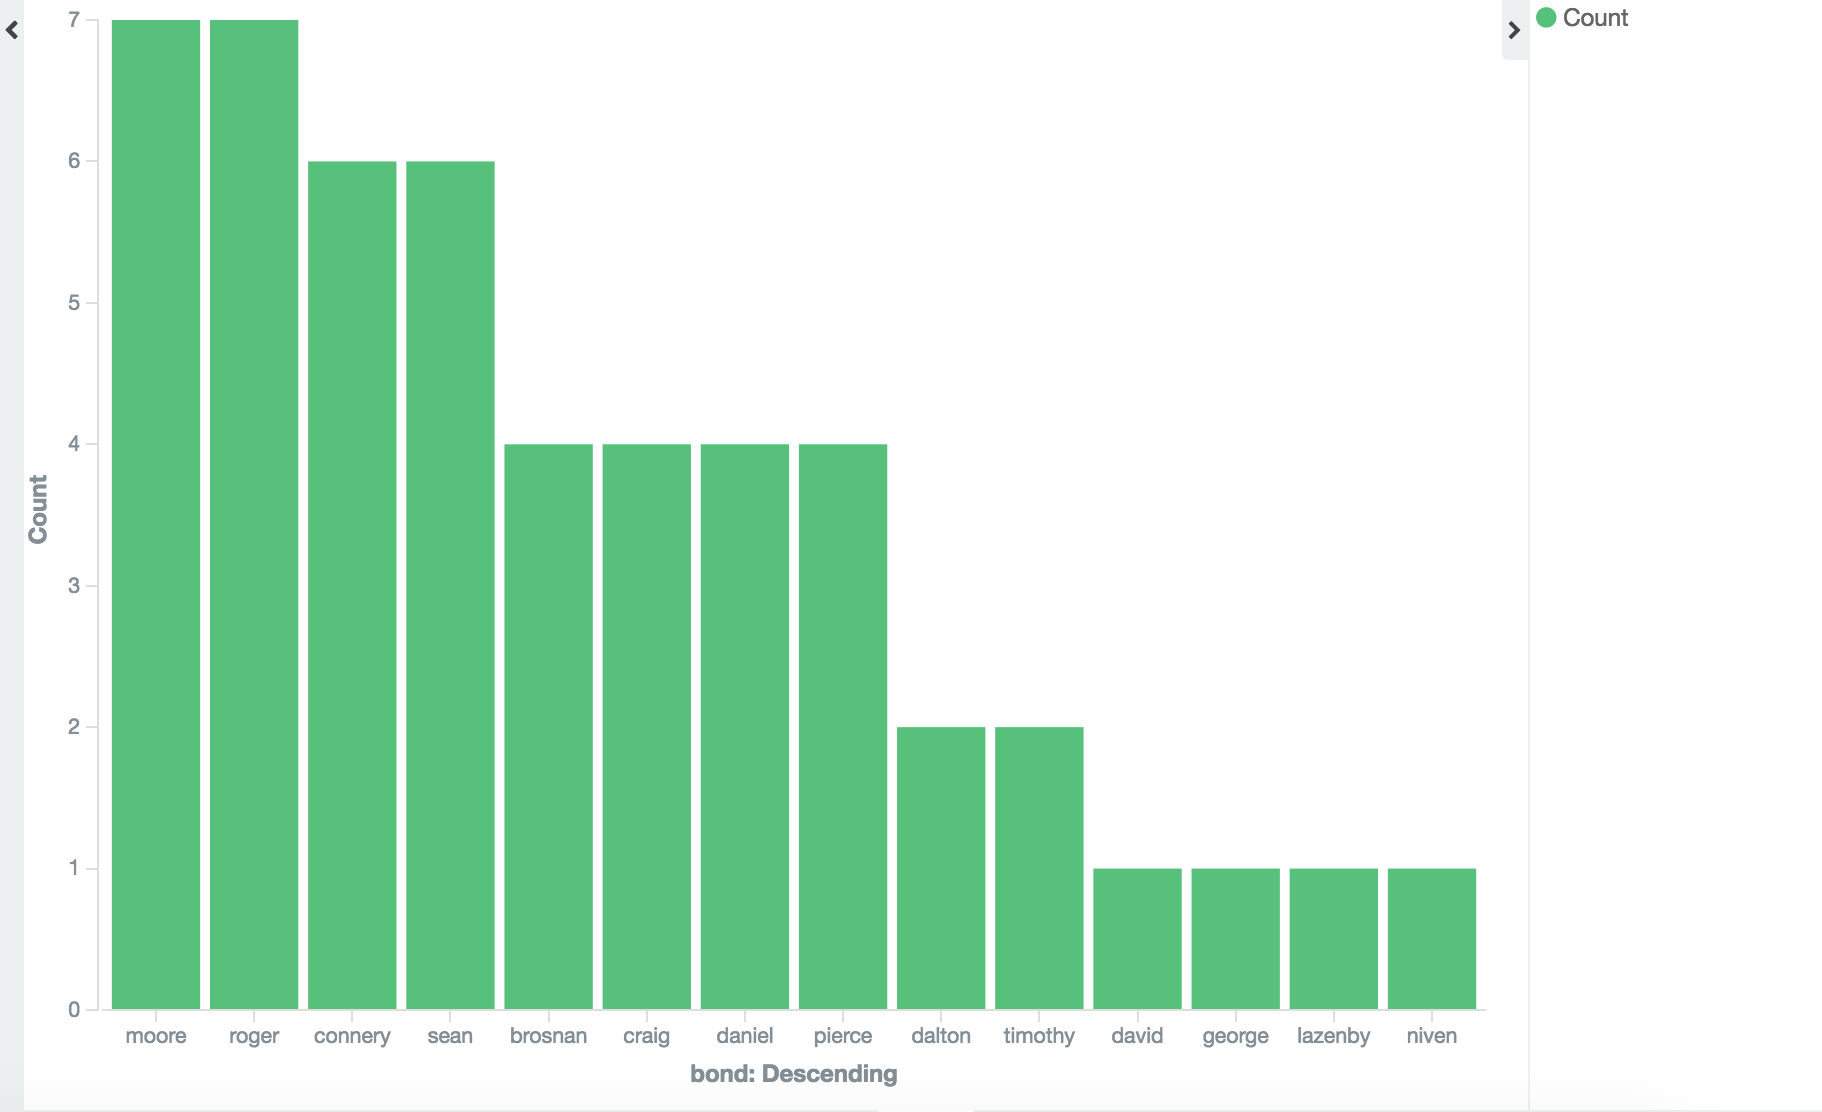 Count
7
6
5
4
3
2
1
0
Count
moore roger connery sean brosnan craig daniel pierce dalton timothy david george lazenby niven
bond: Descending